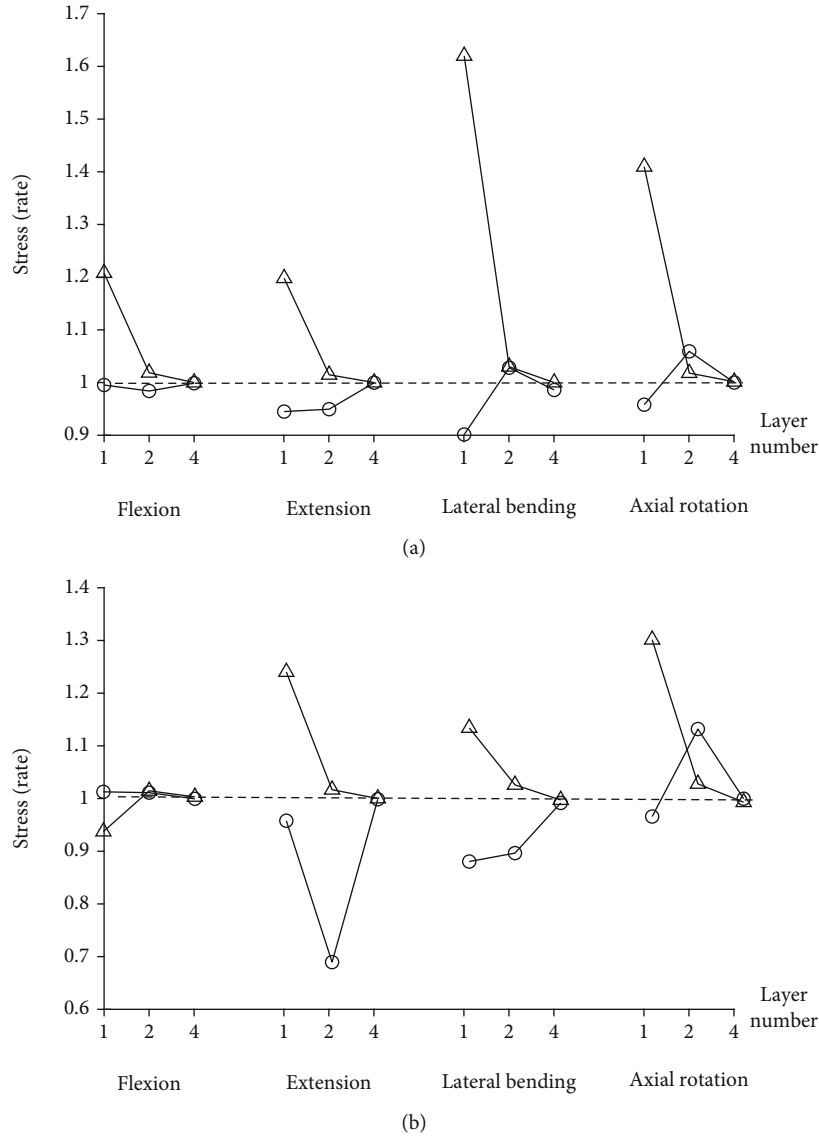 1.7
1.6
1.5
1.4
1.3
1.2
1.1
1
0.9
Stress (rate)
1 2 4 1 2 4 1 2 4 1 2 4
Layer
number
Flexion Extension Lateral bending Axial rotation
(a)
1.4
1.3
1.2
1.1
1
0.9
0.8
0.7
0.6
Stress (rate)
1 2 4 1 2 4 1 2 4 1 2 4
Layer
number
Flexion Extension Lateral bending Axial rotation
(b)